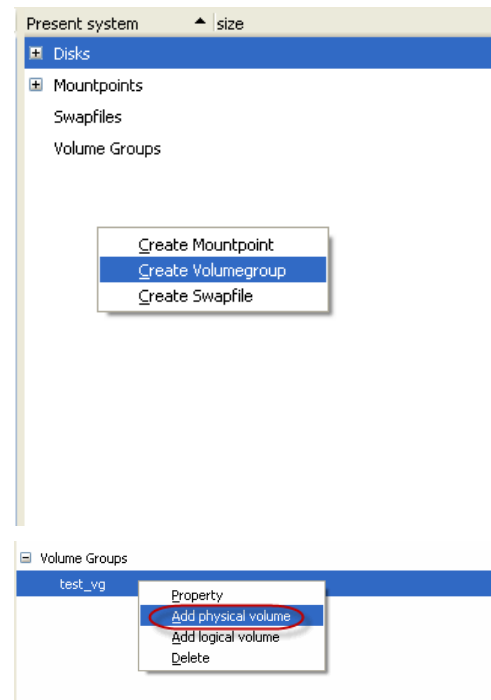 Present system size
Disks
Mountpoints
Swapfiles
Volume Groups
Create Mountpoint
Create Volumegroup
Create Swapfile
Volume Groups
test_vg
Property
Add physical volume
Add logical volume
Delete